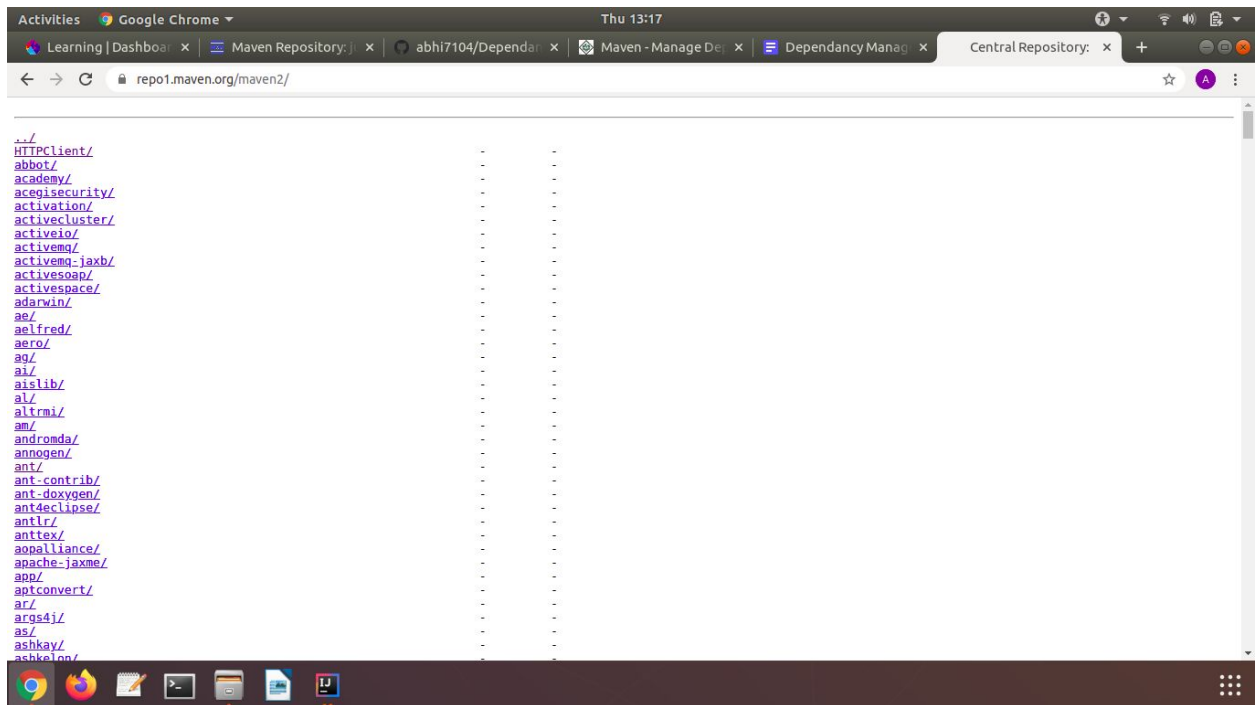 Activities Google Chrome Thu 13:17
Learning | Dashboar Maven Repository: j abhi7104/Dependan Maven - Manage De Dependancy Manag Central Repository:
repo1.maven.org/maven2/ A
../
HTTPClient/ - -
abbot/ - -
academy/ - -
acegisecurity/ - -
activation/ - -
activecluster/ - -
activeio/ - -
activemq/ - -
activemq-jaxb/ - -
activesoap/ - -
activespace/ - -
adarwin/ - -
ae/ - -
aelfred/ - -
aero/ - -
ag/ - -
ai/ - -
aislib/ - -
al/ - -
altrmi/ - -
am/ - -
andromda/ - -
annogen/ - -
ant/ - -
ant-contrib/ - -
ant-doxygen/ - -
ant4eclipse/ - -
antlr/ - -
anttex/ - -
aopalliance/ - -
apache-jaxme/ - -
app/ - -
aptconvert/ - -
ar/ - -
args4j/ - -
as/ - -
ashkay/ - -
ashkelon/ - -
IJ